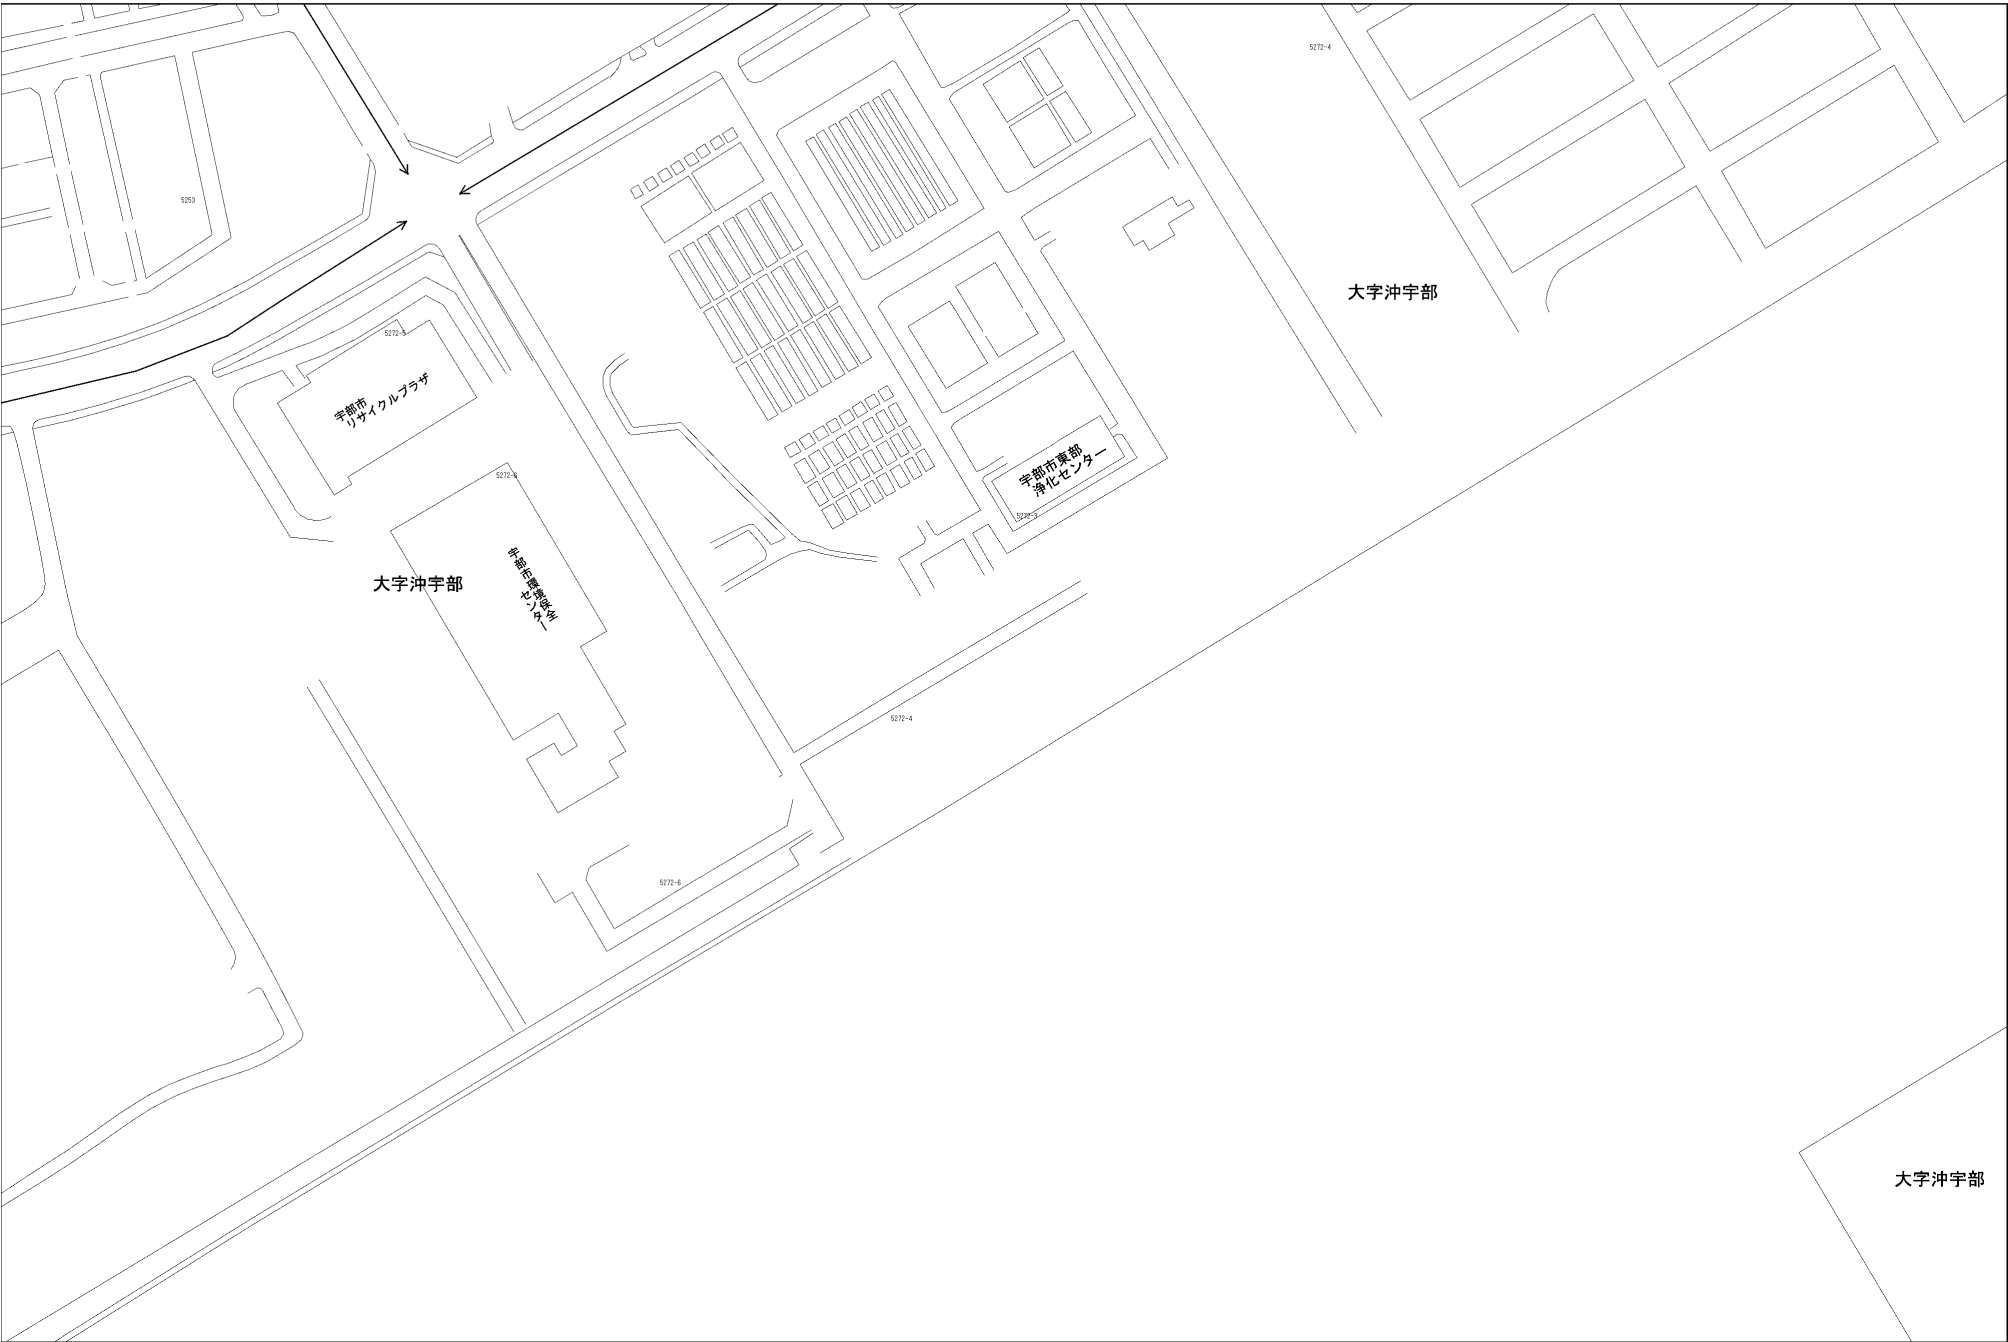 5272-4
5253
大字沖宇部
5272-5
宇部市
リサイクルプラザ
宇部市東部
浄化センター
5272-6
5272-3
宇部市環境保全
センター
大字沖宇部
5272-4
5272-6
大字沖宇部